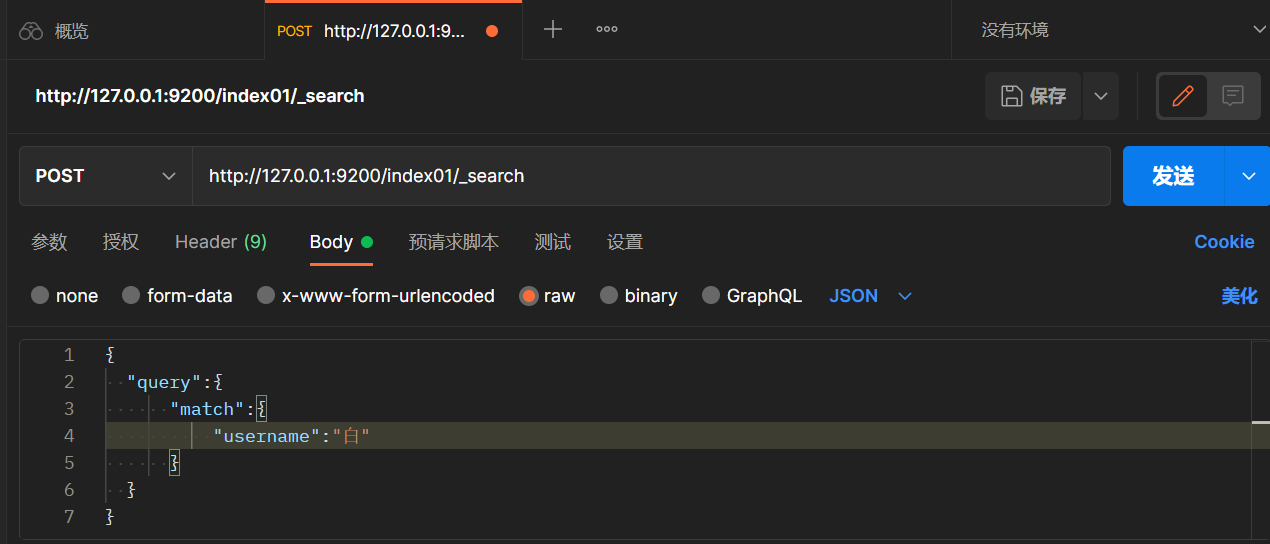 概览 POST http://127.0.0.1:9... 没有环境
http://127.0.0.1:9200/index01/_search 保存
POST http://127.0.0.1:9200/index01/_search 发送
参数 授权 Header (9) Body 预请求脚本 测试 设置 Cookie
none form-data x-www-form-urlencoded raw binary GraphQL JSON 美化
1 {
2 "query":{
3 "match":{
4 "username":"白"
5 }
6 }
7 }